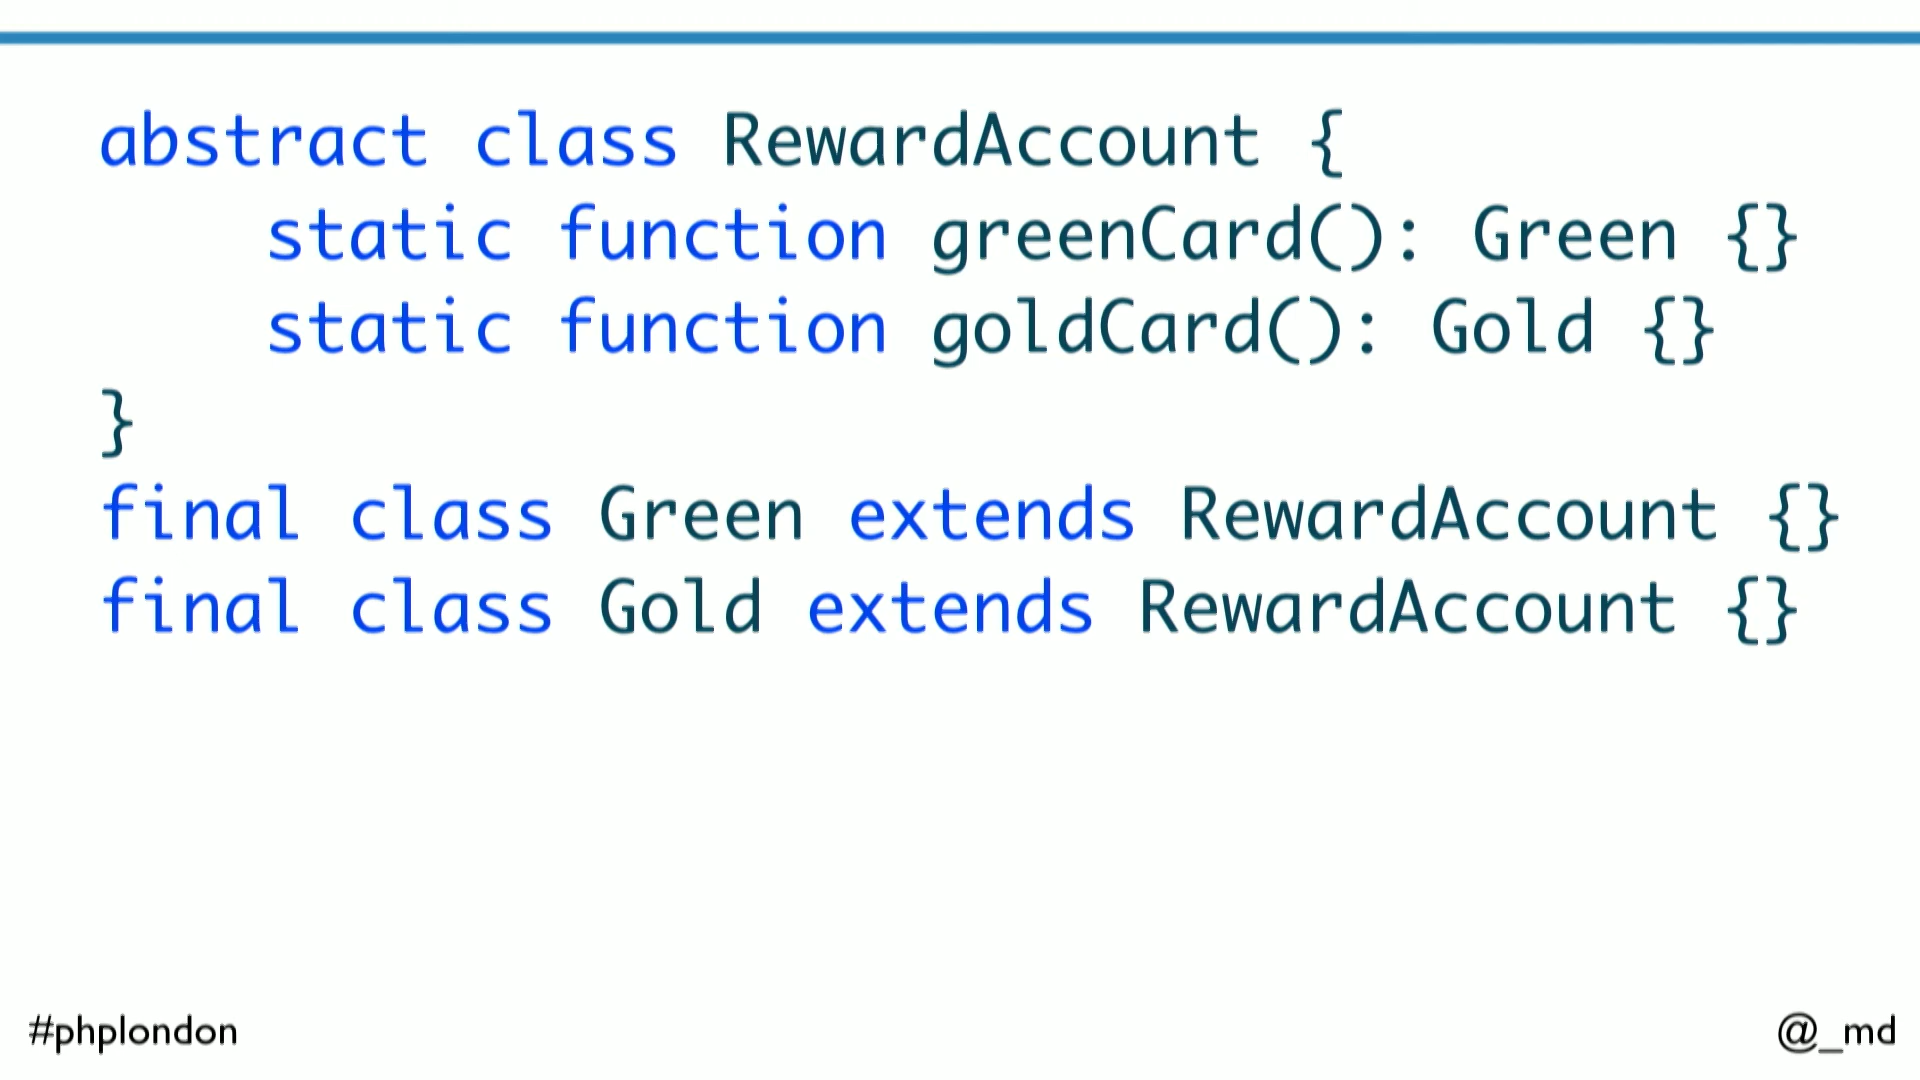 abstract class RewardAccount {
    static function greenCard(): Green {}
    static function goldCard(): Gold {}
}
final class Green extends RewardAccount {}
final class Gold extends RewardAccount {}
#phplondon
@_md